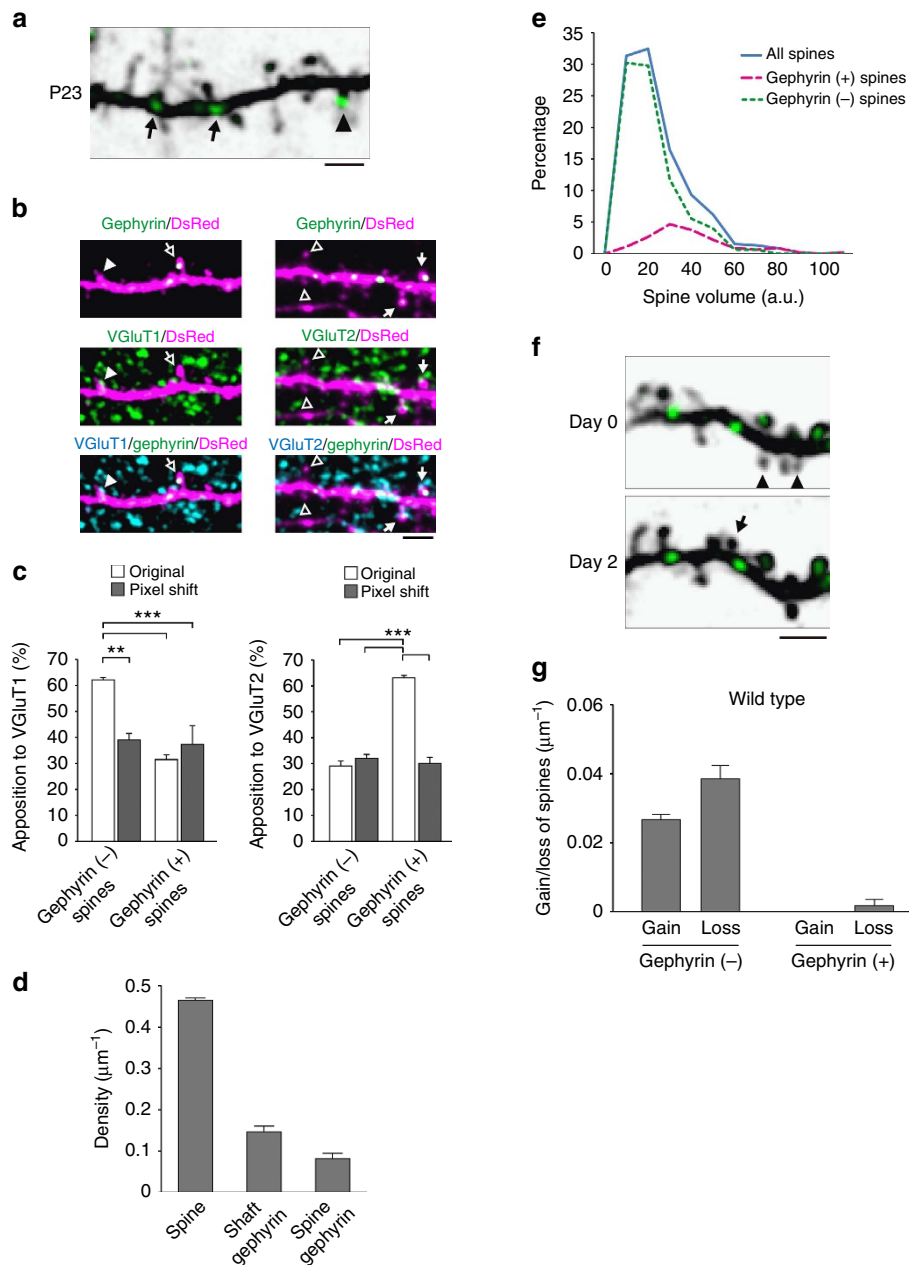 a
P23
b
Gephyrin/DsRed
Gephyrin/DsRed
VGluT1/DsRed
VGluT2/DsRed
VGluT1/gephyrin/DsRed
VGluT2/gephyrin/DsRed
c
Original
Pixel shift
***
**
Apposition to VGluT1 (%)
70
60
50
40
30
20
10
0
Gephyrin (–) spines
Gephyrin (+) spines
Original
Pixel shift
***
Apposition to VGluT2 (%)
70
60
50
40
30
20
10
0
Gephyrin (–) spines
Gephyrin (+) spines
d
Density (μm⁻¹)
0.5
0.4
0.3
0.2
0.1
0
Spine
Shaft gephyrin
Spine gephyrin
e
Percentage
35
30
25
20
15
10
5
0
0 20 40 60 80 100
Spine volume (a.u.)
All spines
Gephyrin (+) spines
Gephyrin (–) spines
f
Day 0
Day 2
g
Wild type
Gain/loss of spines (μm⁻¹)
0.06
0.04
0.02
0
Gain Loss Gain Loss
Gephyrin (–) Gephyrin (+)